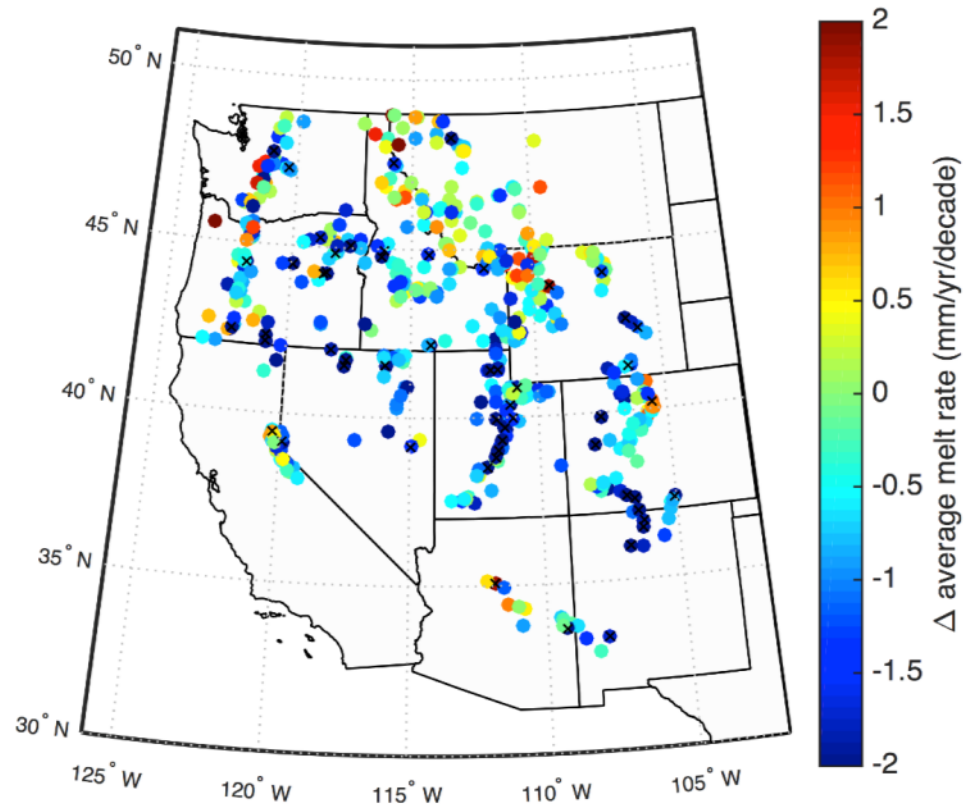 50° N
45° N
40° N
35° N
30° N
125° W
120° W
115° W
110° W
105° W
2
1.5
1
0.5
0
-0.5
-1
-1.5
-2
Δ average melt rate (mm/yr/decade)